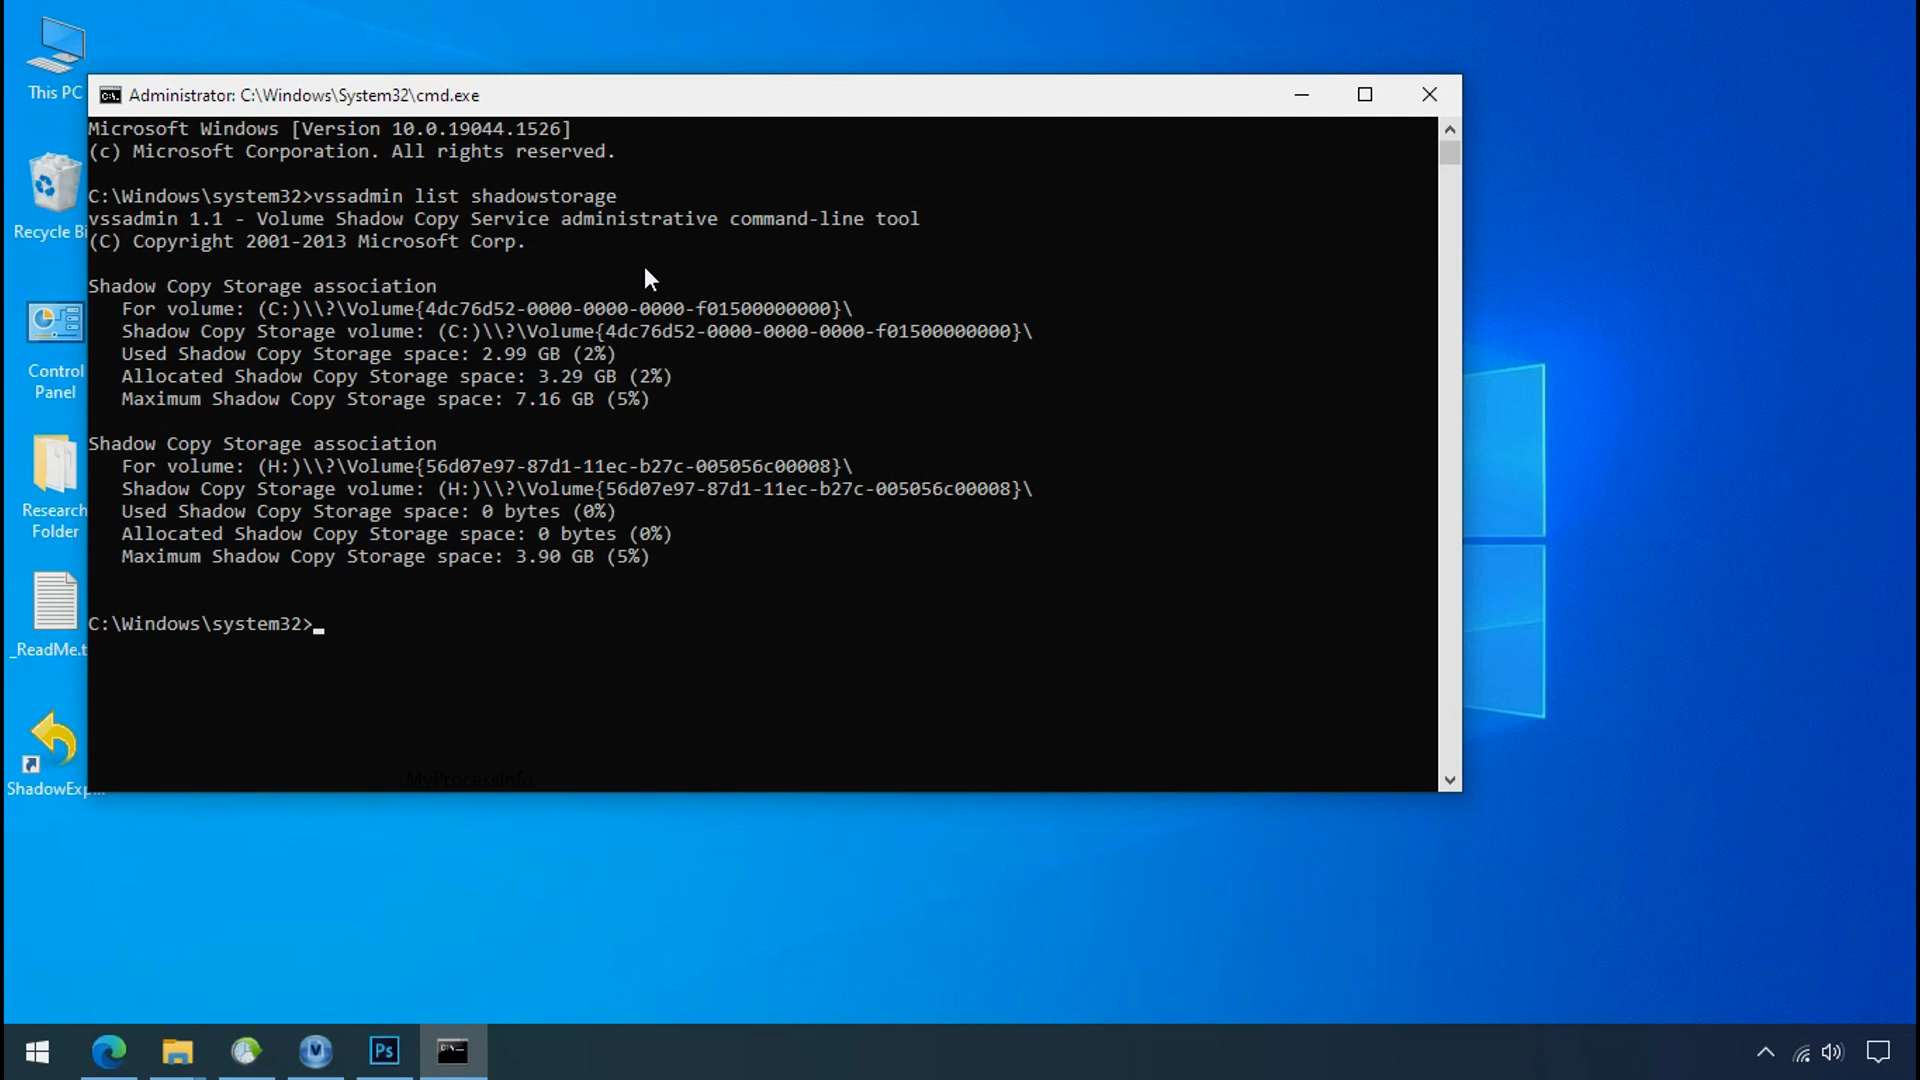 This PC
Recycle Bi
Control
Panel
Research
Folder
_ReadMe.t
ShadowExp...
Administrator: C:\Windows\System32\cmd.exe
Microsoft Windows [Version 10.0.19044.1526]
(c) Microsoft Corporation. All rights reserved.
C:\Windows\system32>vssadmin list shadowstorage
vssadmin 1.1 - Volume Shadow Copy Service administrative command-line tool
(C) Copyright 2001-2013 Microsoft Corp.
Shadow Copy Storage association
For volume: (C:)\\?\Volume{4dc76d52-0000-0000-0000-f01500000000}\
Shadow Copy Storage volume: (C:)\\?\Volume{4dc76d52-0000-0000-0000-f01500000000}\
Used Shadow Copy Storage space: 2.99 GB (2%)
Allocated Shadow Copy Storage space: 3.29 GB (2%)
Maximum Shadow Copy Storage space: 7.16 GB (5%)
Shadow Copy Storage association
For volume: (H:)\\?\Volume{56d07e97-87d1-11ec-b27c-005056c00008}\
Shadow Copy Storage volume: (H:)\\?\Volume{56d07e97-87d1-11ec-b27c-005056c00008}\
Used Shadow Copy Storage space: 0 bytes (0%)
Allocated Shadow Copy Storage space: 0 bytes (0%)
Maximum Shadow Copy Storage space: 3.90 GB (5%)
C:\Windows\system32>
MyProcessInfo
Ps